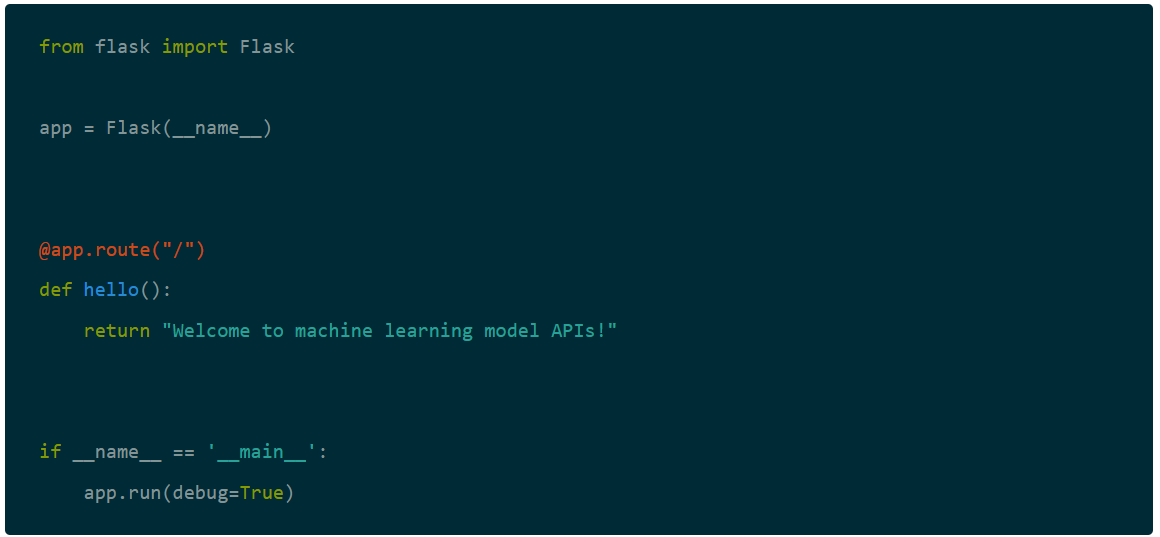 from flask import Flask
app = Flask(__name__)
@app.route("/")
def hello():
    return "Welcome to machine learning model APIs!"
if __name__ == '__main__':
    app.run(debug=True)